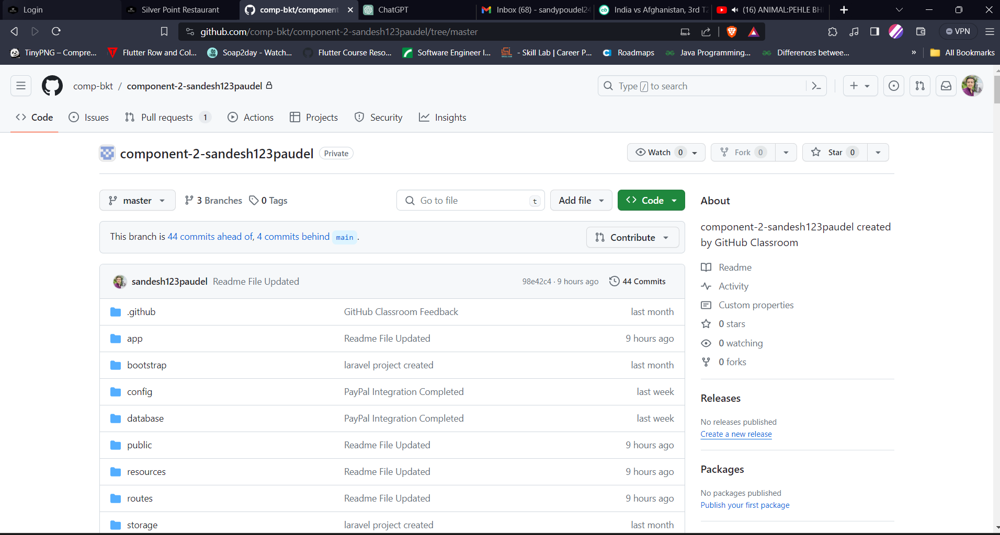 Login
Silver Point Restaurant
comp-bkt/component
ChatGPT
Inbox (68) - sandypoudel24
India vs Afghanistan, 3rd T2
(16) ANIMAL:PEHLE BH
github.com/comp-bkt/component-2-sandesh123paudel/tree/master
VPN
TinyPNG – Compre...
Flutter Row and Col...
Soap2day - Watch...
Flutter Course Reso...
Software Engineer I...
- Skill Lab | Career P...
Roadmaps
Java Programming...
Differences betwee...
»
All Bookmarks
comp-bkt / component-2-sandesh123paudel
Type / to search
Code
Issues
Pull requests 1
Actions
Projects
Security
Insights
component-2-sandesh123paudel Private
Watch 0
Fork 0
Star 0
master
3 Branches
0 Tags
Go to file t
Add file
Code
This branch is 44 commits ahead of, 4 commits behind main .
Contribute
sandesh123paudel Readme File Updated 98e42c4 · 9 hours ago 44 Commits
.github GitHub Classroom Feedback last month
app Readme File Updated 9 hours ago
bootstrap laravel project created last month
config PayPal Integration Completed last week
database PayPal Integration Completed last week
public Readme File Updated 9 hours ago
resources Readme File Updated 9 hours ago
routes Readme File Updated 9 hours ago
storage laravel project created last month
About
component-2-sandesh123paudel created
by GitHub Classroom
Readme
Activity
Custom properties
0 stars
0 watching
0 forks
Releases
No releases published
Create a new release
Packages
No packages published
Publish your first package